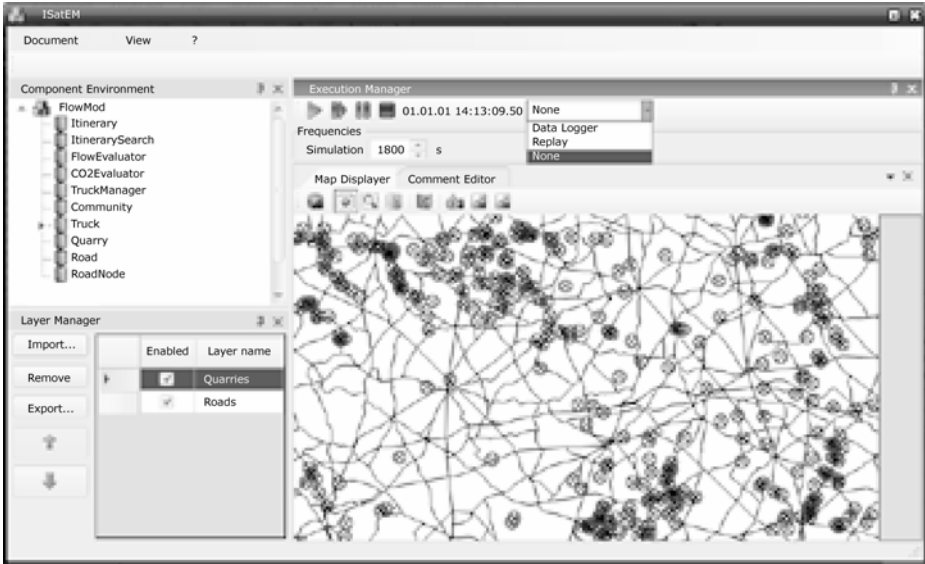 ISatEM
Document View ?
Component Environment
FlowMod
Itinerary
ItinerarySearch
FlowEvaluator
CO2Evaluator
TruckManager
Community
Truck
Quarry
Road
RoadNode
Layer Manager
Import...
Remove
Export...
Enabled Layer name
Quarries
Roads
Execution Manager
01.01.01 14:13:09.50 None
Data Logger
Replay
None
Frequencies
Simulation 1800 s
Map Displayer Comment Editor